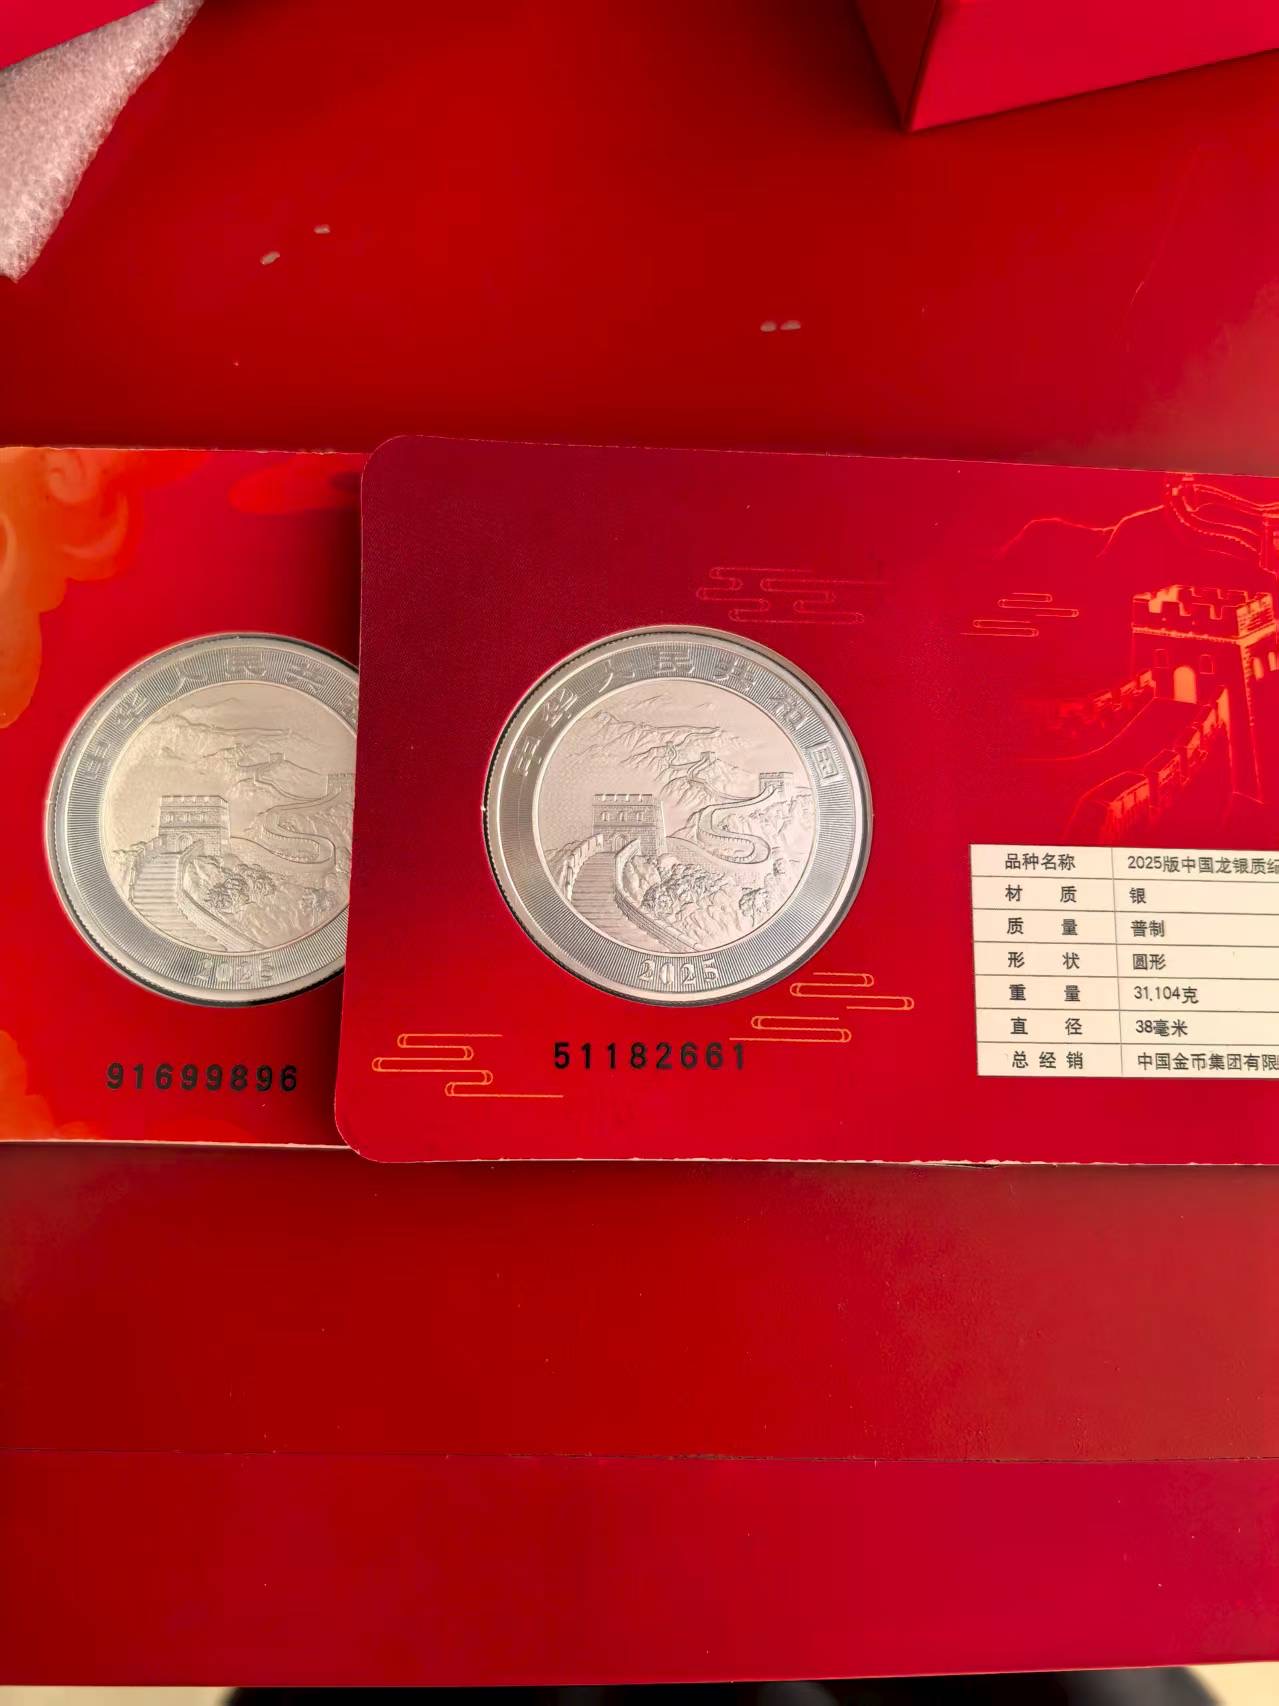 中华人民共
2025
91699896
中华人民共和国
2025
51182661
品种名称 2025版中国龙银质纪
材质 银
质量 普制
形状 圆形
重量 31.104克
直径 38毫米
总经销 中国金币集团有限